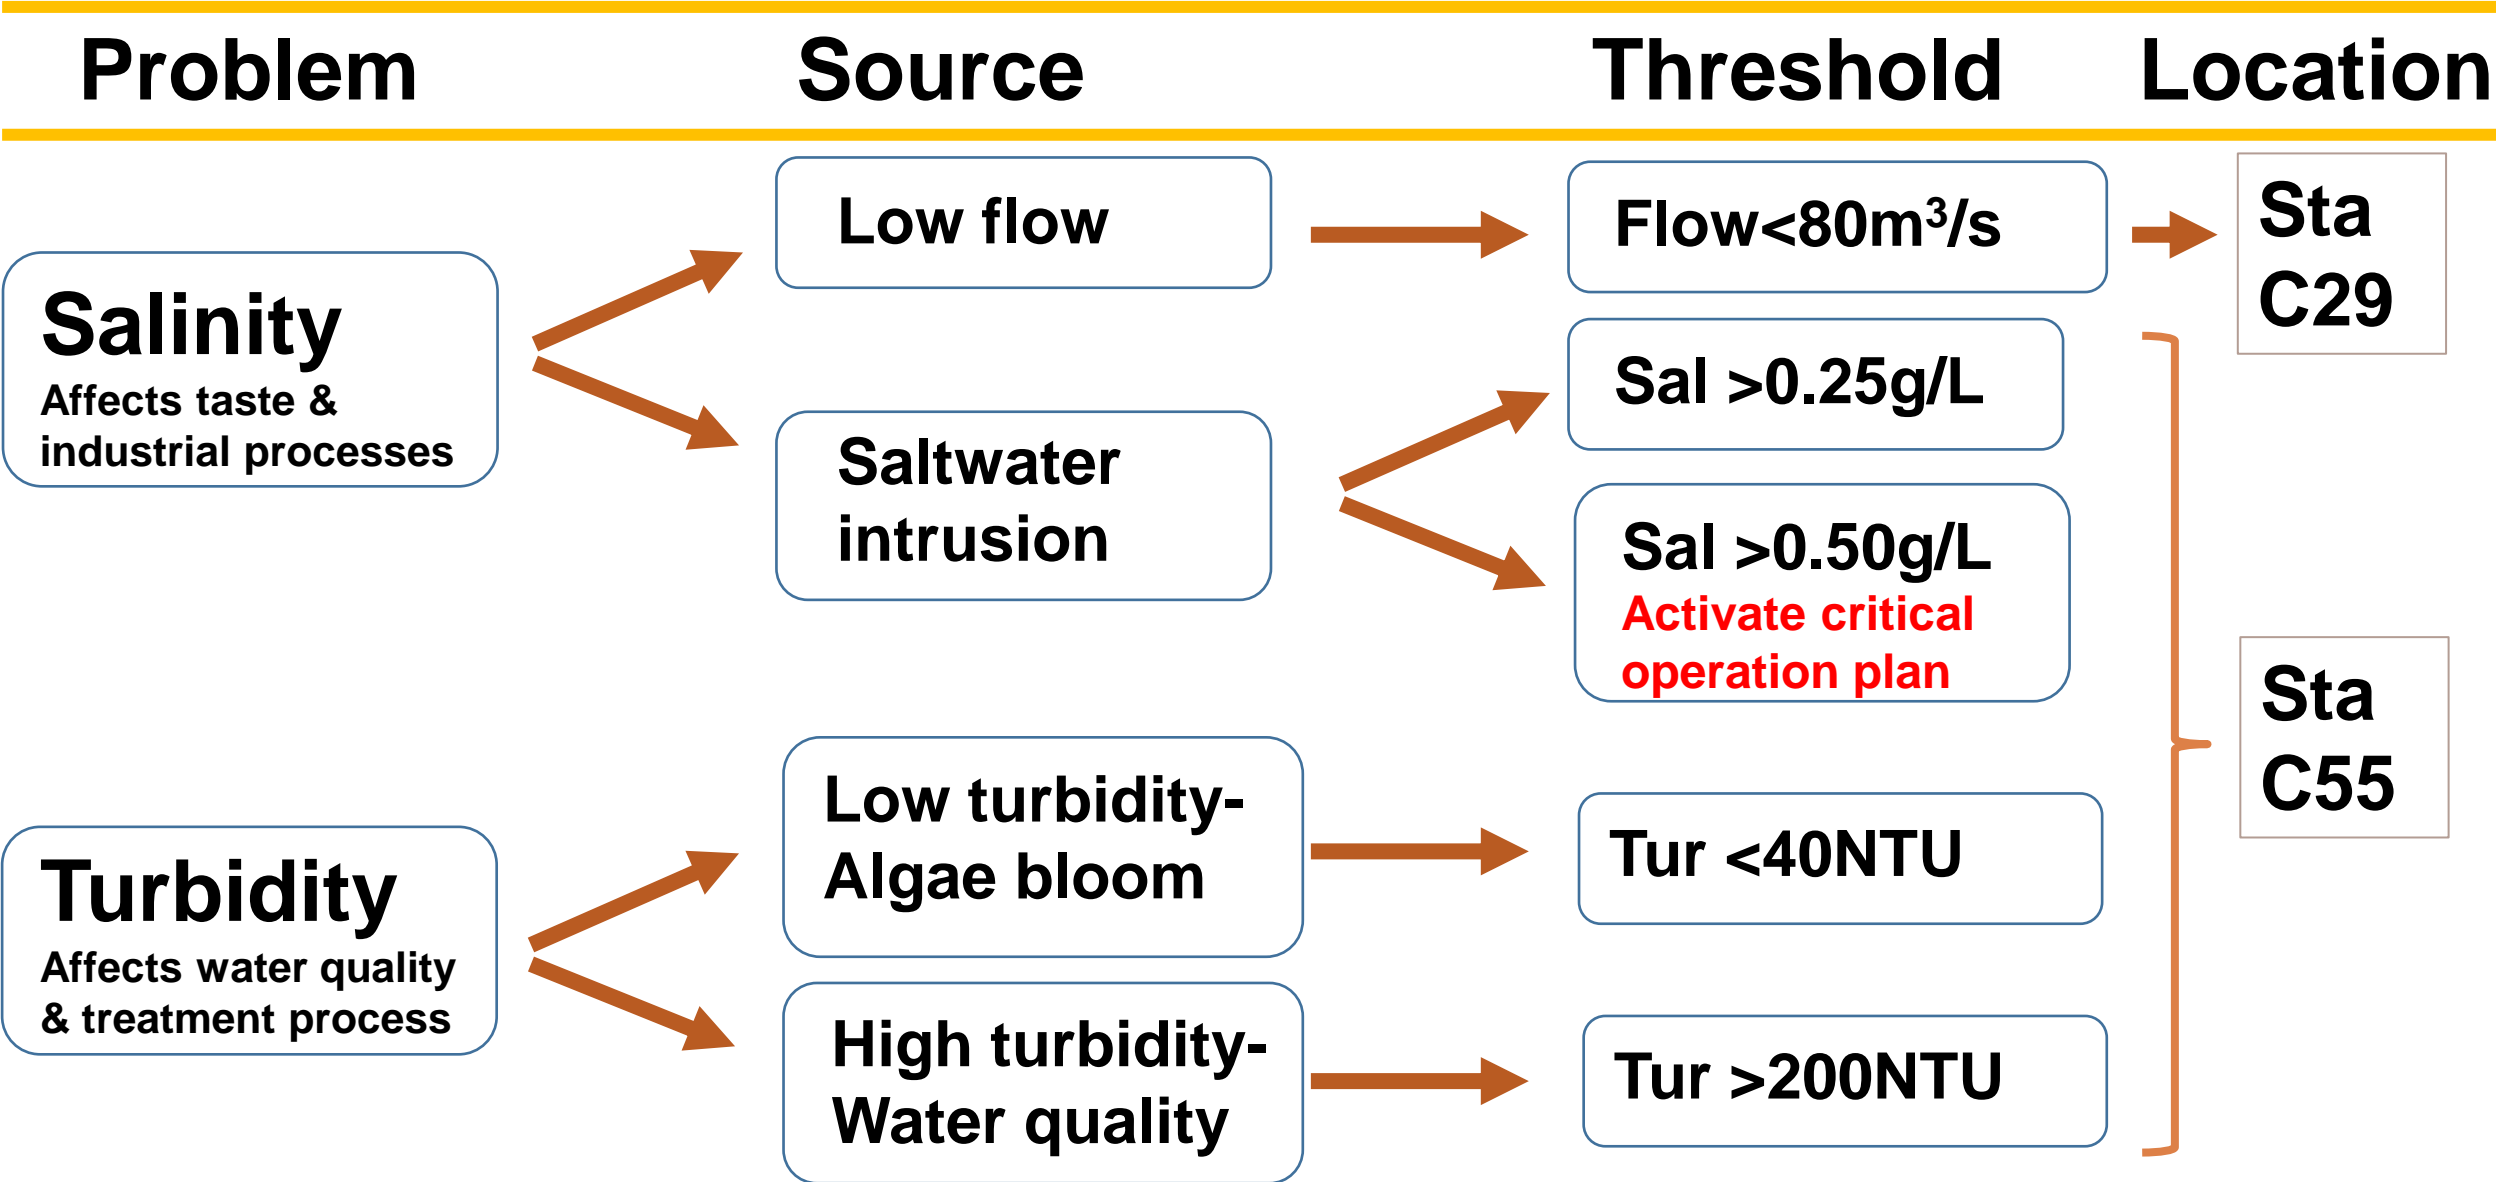 Problem Source Threshold Location
Low flow
Flow<80m³/s
Sta
C29
Salinity
Affects taste &
industrial processes
Sal >0.25g/L
Saltwater
intrusion
Sal >0.50g/L
Activate critical
operation plan
Sta
C55
Low turbidity-
Algae bloom
Tur <40NTU
Turbidity
Affects water quality
& treatment process
High turbidity-
Water quality
Tur >200NTU